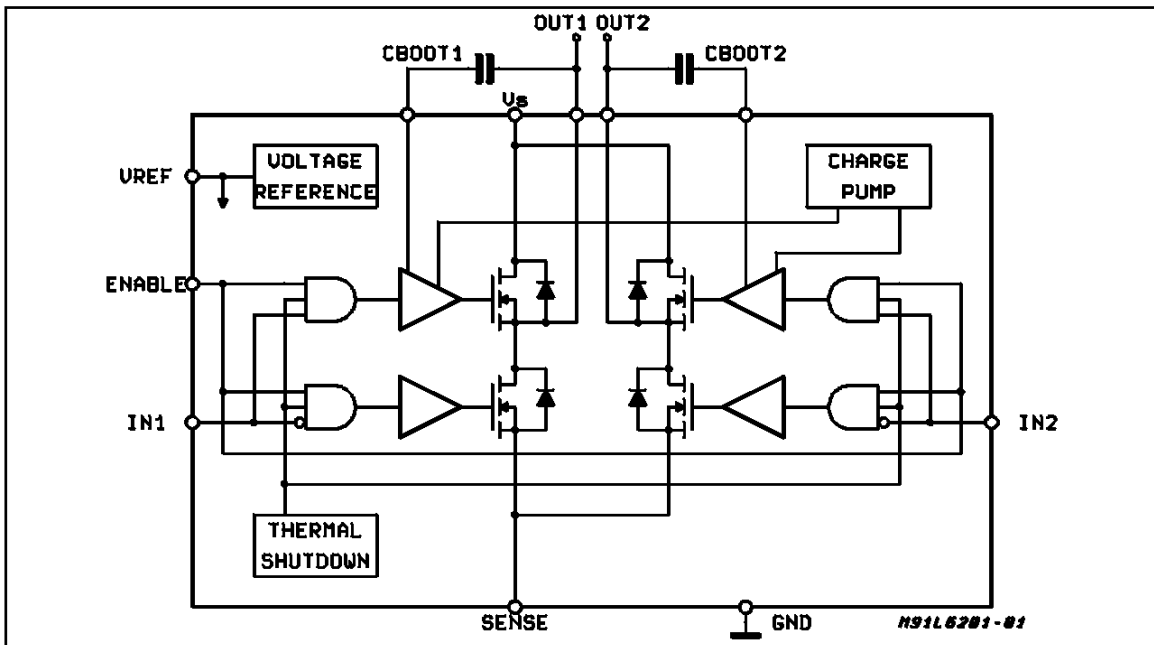 OUT1 OUT2
CBOOT1
CBOOT2
Vs
VREF
VOLTAGE
REFERENCE
CHARGE
PUMP
ENABLE
IN1
IN2
THERMAL
SHUTDOWN
SENSE
GND
M91L6201-01